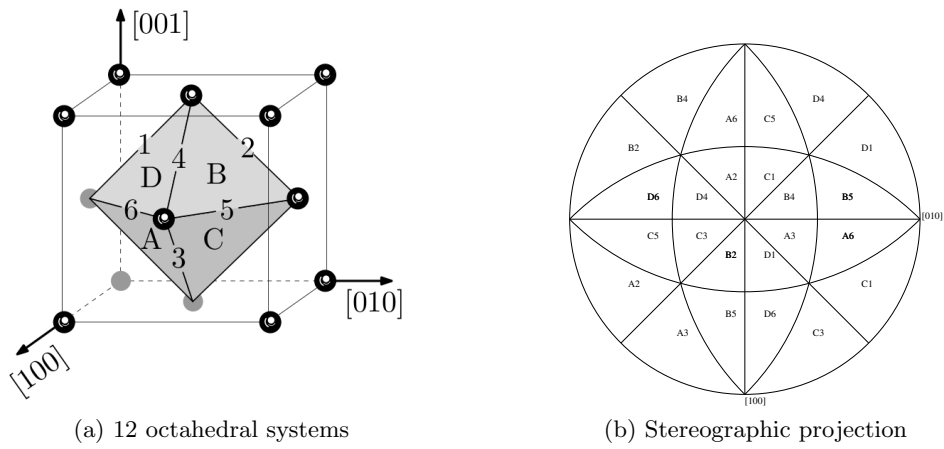 [001]
1
2
4
D
B
6
5
A
C
3
[010]
[100]
(a) 12 octahedral systems
B4
D4
A6
C5
B2
D1
A2
C1
D6
D4
B4
B5
[010]
C5
C3
A3
A6
B2
D1
A2
C1
B5
D6
A3
C3
[100]
(b) Stereographic projection